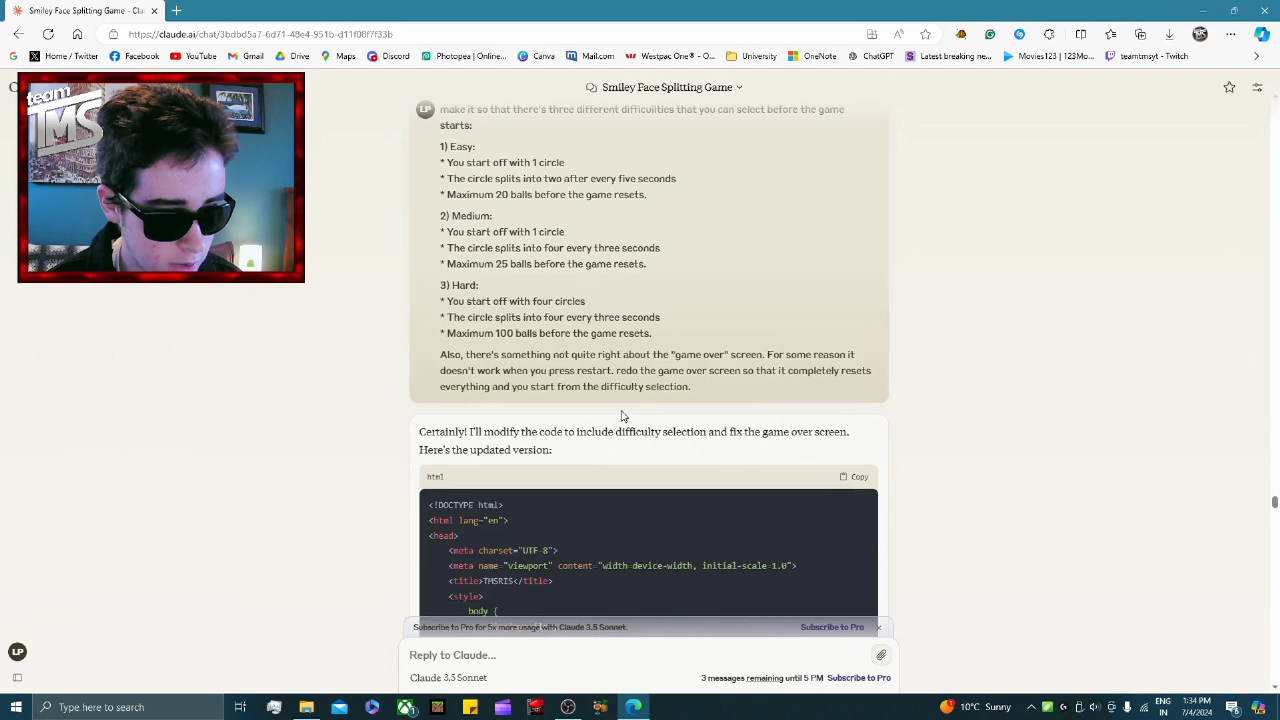 Smiley Face Splitting Game - Cla
https://claude.ai/chat/3bdbd5a7-6d71-48e4-951b-d11f08f7f33b
Home / Twitter
Facebook
Discord
Photopea | Onli...
Canva
Mail.com
Westpac One®...
University
OneNote
ChatGPT
Latest breaking ne...
Movies123 | 123Mo...
teamtmsyt - Twitch
team
TMS
Smiley Face Splitting Game
LP
make it so that there's three different difficuilties that you can select before the game
starts:
1) Easy:
* You start off with 1 circle
* The circle splits into two after every five seconds
* Maximum 20 balls before the game resets.
2) Medium:
* You start off with 1 circle
* The circle splits into four every three seconds
* Maximum 25 balls before the game resets.
3) Hard:
* You start off with four circles
* The circle splits into four every three seconds
* Maximum 100 balls before the game resets.
Also, there's something not quite right about the "game over" screen. For some reason it
doesn't work when you press restart. redo the game over screen so that it completely resets
everything and you start from the difficulty selection.
Certainly! I'll modify the code to include difficulty selection and fix the game over screen.
Here's the updated version:
html
Copy
<!DOCTYPE html>
<html lang="en">
<head>
<meta charset="UTF-8">
<meta name="viewport" content="width=device-width, initial-scale=1.0">
<title>TMSRIS</title>
<style>
body {
Subscribe to Pro for 5x more usage with Claude 3.5 Sonnet.
Subscribe to Pro
Reply to Claude...
Claude 3.5 Sonnet
3 messages remaining until 5 PM
Subscribe to Pro
LP
Type here to search
10°C Sunny
ENG
IN
1:34 PM
7/4/2024